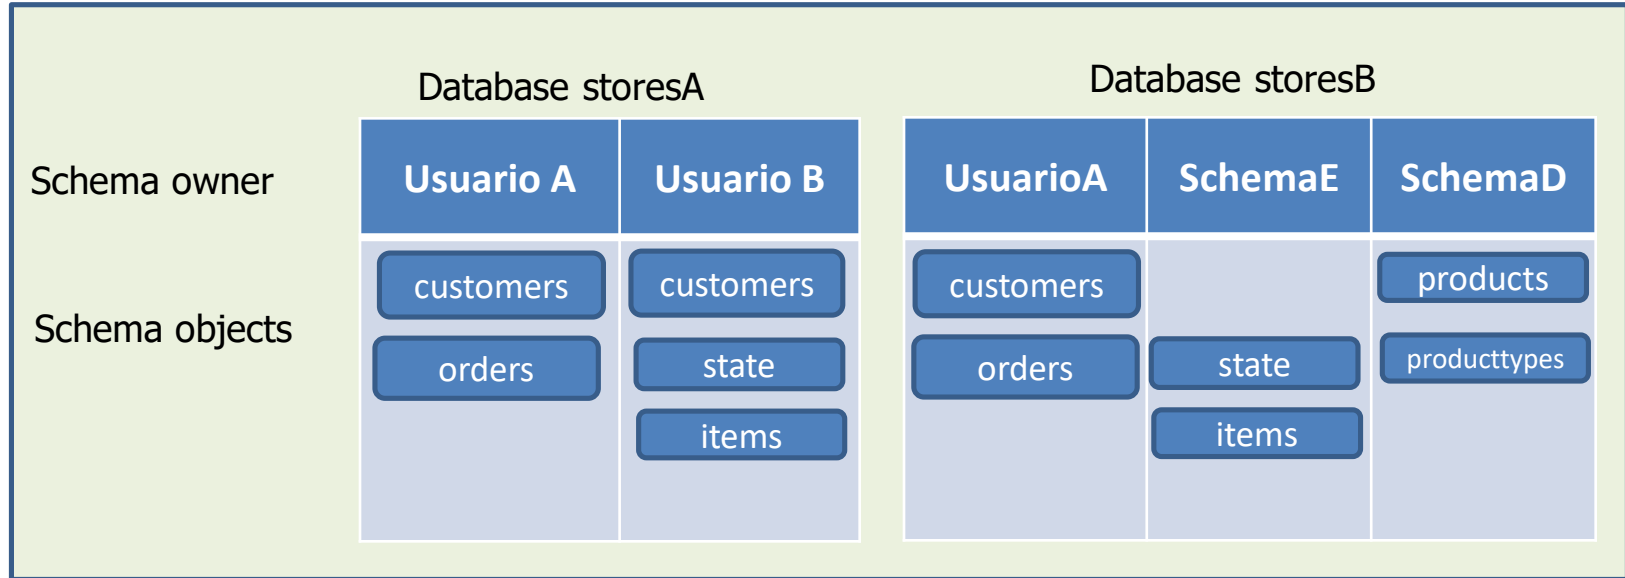 Database storesA
Database storesB
Schema owner
Usuario A
Usuario B
UsuarioA
SchemaE
SchemaD
Schema objects
customers
customers
customers
products
orders
state
orders
state
producttypes
items
items